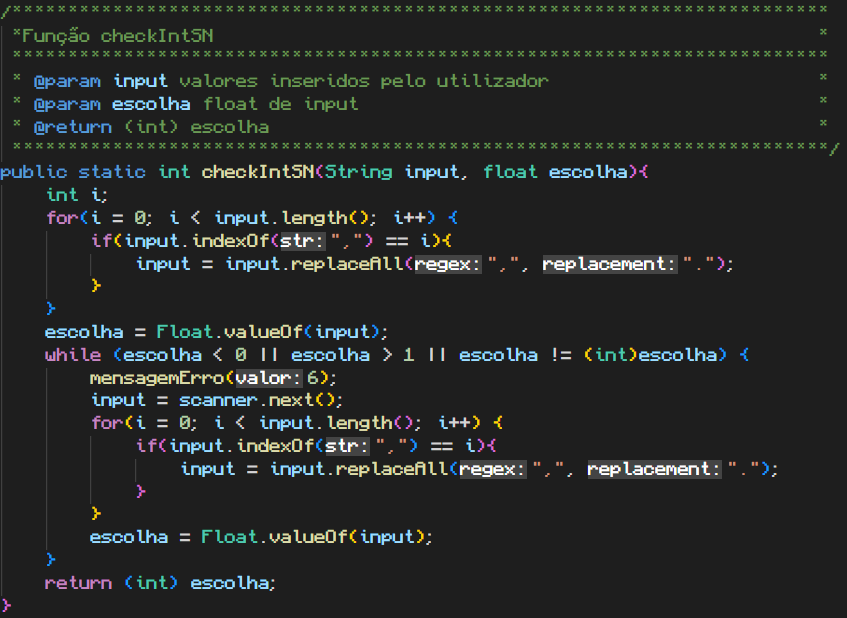 /*************************************************************************
*Função checkIntSN *
*************************************************************************
* @param input valores inseridos pelo utilizador *
* @param escolha float de input *
* @return (int) escolha *
*************************************************************************/
public static int checkIntSN(String input, float escolha){
int i;
for(i = 0; i < input.length(); i++) {
if(input.indexOf(str:",") == i){
input = input.replaceAll(regex:",", replacement:".");
}
}
escolha = Float.valueOf(input);
while (escolha < 0 || escolha > 1 || escolha != (int)escolha) {
mensagemErro(valor:6);
input = scanner.next();
for(i = 0; i < input.length(); i++) {
if(input.indexOf(str:",") == i){
input = input.replaceAll(regex:",", replacement:".");
}
}
escolha = Float.valueOf(input);
}
return (int) escolha;
}